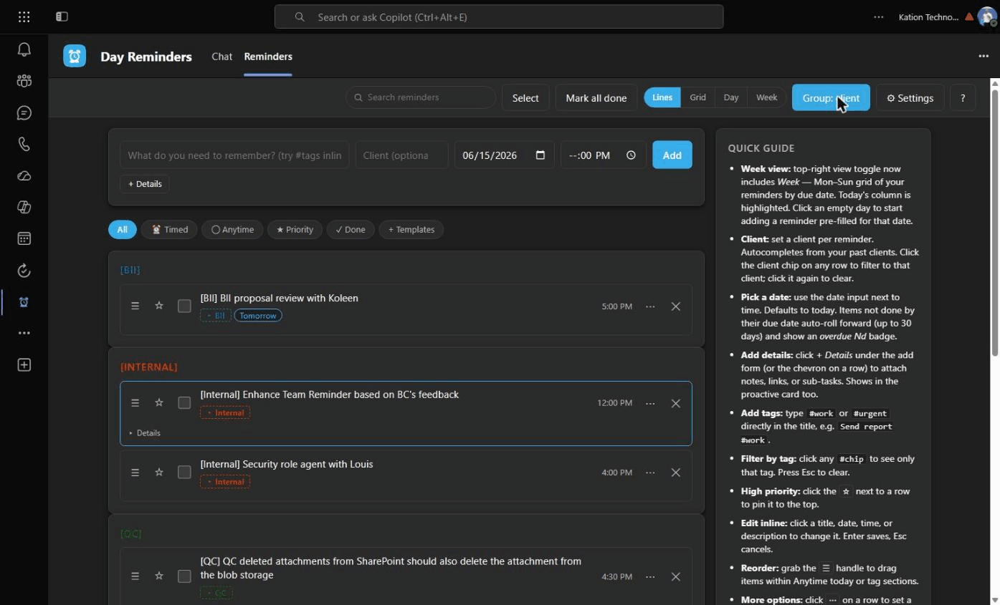 Search or ask Copilot (Ctrl+Alt+E)
Kation Techno...
Day Reminders
Chat
Reminders
Search reminders
Select
Mark all done
Lines
Grid
Day
Week
Group: client
Settings
?
What do you need to remember? (try #tags inlin
Client (optiona
06/15/2026
--:00 PM
Add
+ Details
All
Timed
Anytime
★ Priority
✓ Done
+ Templates
[BII]
[BII] BII proposal review with Koleen
BII
Tomorrow
5:00 PM
[INTERNAL]
[Internal] Enhance Team Reminder based on BC's feedback
Internal
12:00 PM
Details
[Internal] Security role agent with Louis
Internal
4:00 PM
[QC]
[QC] QC deleted attachments from SharePoint should also delete the attachment from
the blob storage
QC
4:30 PM
QUICK GUIDE
• Week view: top-right view toggle now
includes Week — Mon–Sun grid of your
reminders by due date. Today's column is
highlighted. Click an empty day to start
adding a reminder pre-filled for that date.
• Client: set a client per reminder.
Autocompletes from your past clients. Click
the client chip on any row to filter to that
client; click it again to clear.
• Pick a date: use the date input next to
time. Defaults to today. Items not done by
their due date auto-roll forward (up to 30
days) and show an overdue Nd badge.
• Add details: click + Details under the add
form (or the chevron on a row) to attach
notes, links, or sub-tasks. Shows in the
proactive card too.
• Add tags: type #work or #urgent
directly in the title, e.g. Send report
#work.
• Filter by tag: click any #chip to see only
that tag. Press Esc to clear.
• High priority: click the ☆ next to a row
to pin it to the top.
• Edit inline: click a title, date, time, or
description to change it. Enter saves, Esc
cancels.
• Reorder: grab the ☰ handle to drag
items within Anytime today or tag sections.
• More options: click ··· on a row to set a